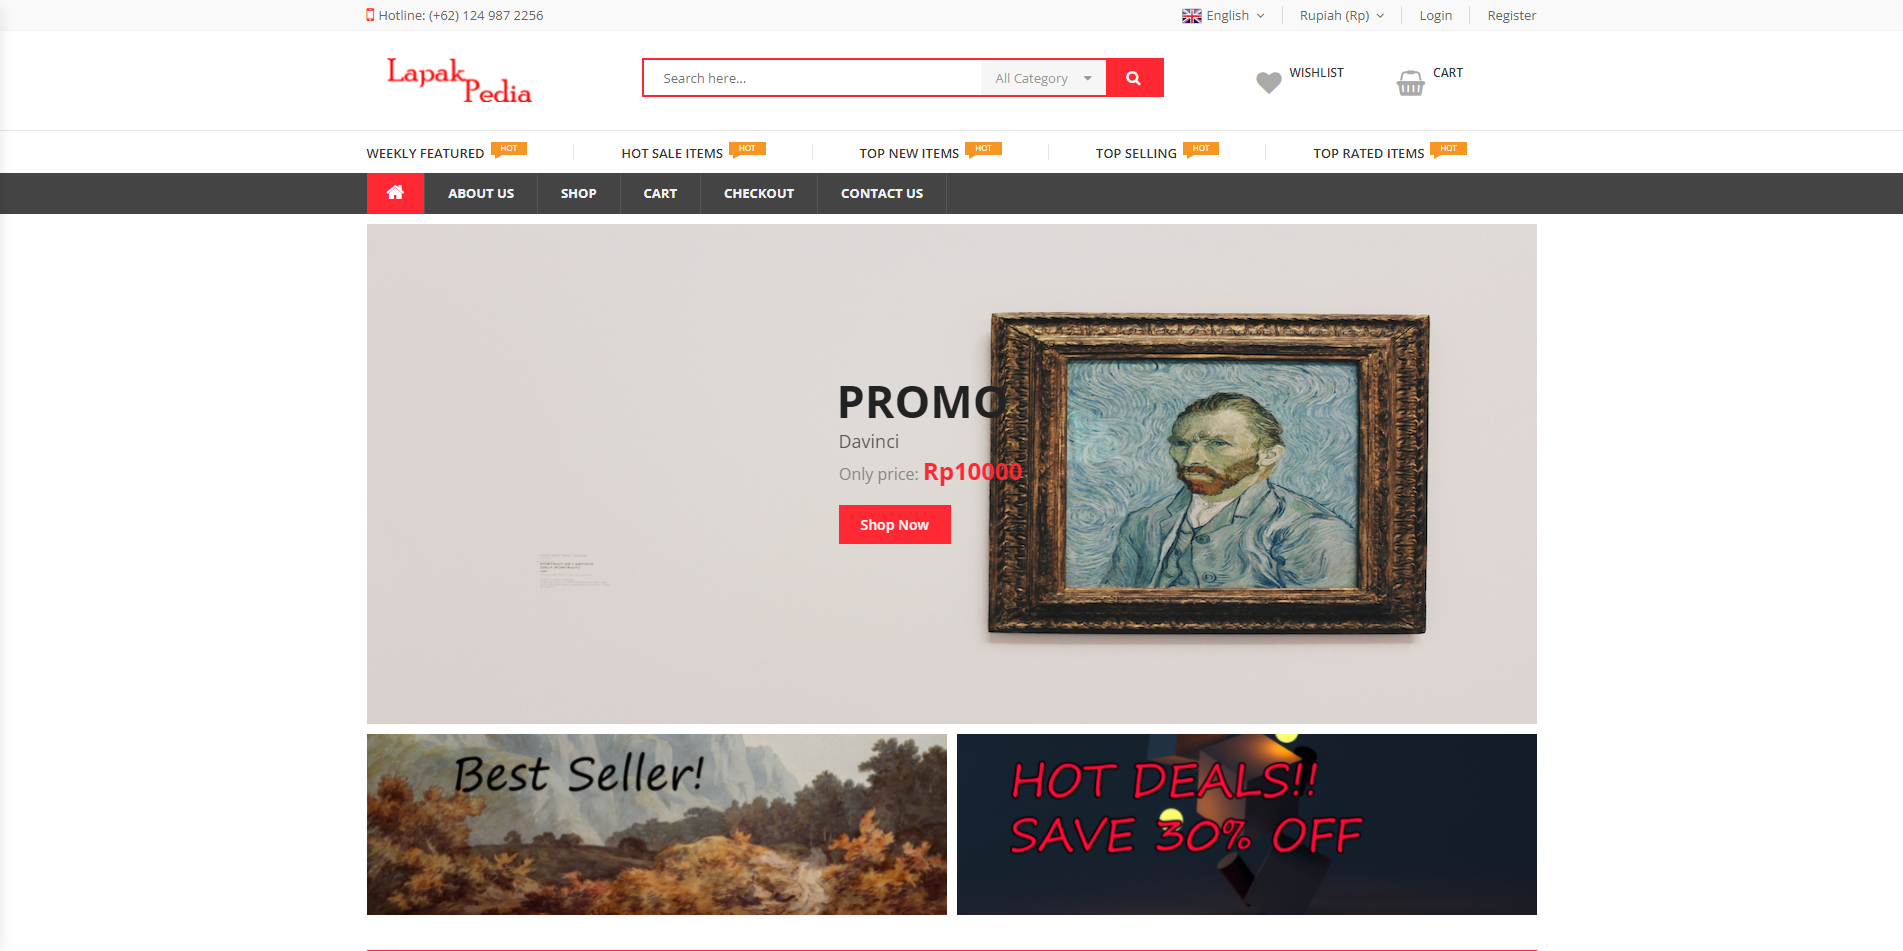 Hotline: (+62) 124 987 2256
English
Rupiah (Rp)
Login
Register
Lapak
Pedia
Search here...
All Category
WISHLIST
CART
WEEKLY FEATURED HOT
HOT SALE ITEMS HOT
TOP NEW ITEMS HOT
TOP SELLING HOT
TOP RATED ITEMS HOT
ABOUT US
SHOP
CART
CHECKOUT
CONTACT US
PROMO
Davinci
Only price: Rp10000
Shop Now
Best Seller!
HOT DEALS!!
SAVE 30% OFF